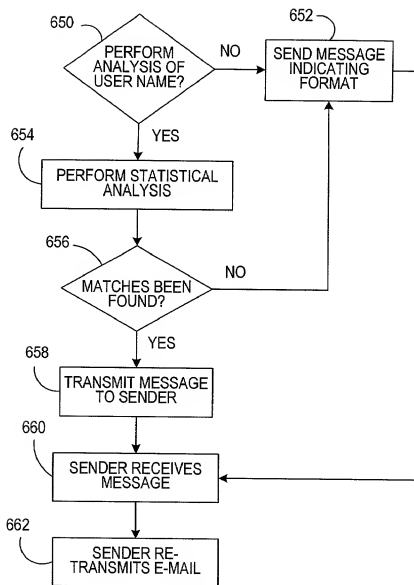 650
PERFORM
ANALYSIS OF
USER NAME?
NO
652
SEND MESSAGE
INDICATING
FORMAT
YES
654
PERFORM STATISTICAL
ANALYSIS
656
MATCHES BEEN
FOUND?
NO
YES
658
TRANSMIT MESSAGE
TO SENDER
660
SENDER RECEIVES
MESSAGE
662
SENDER RE-
TRANSMITS E-MAIL